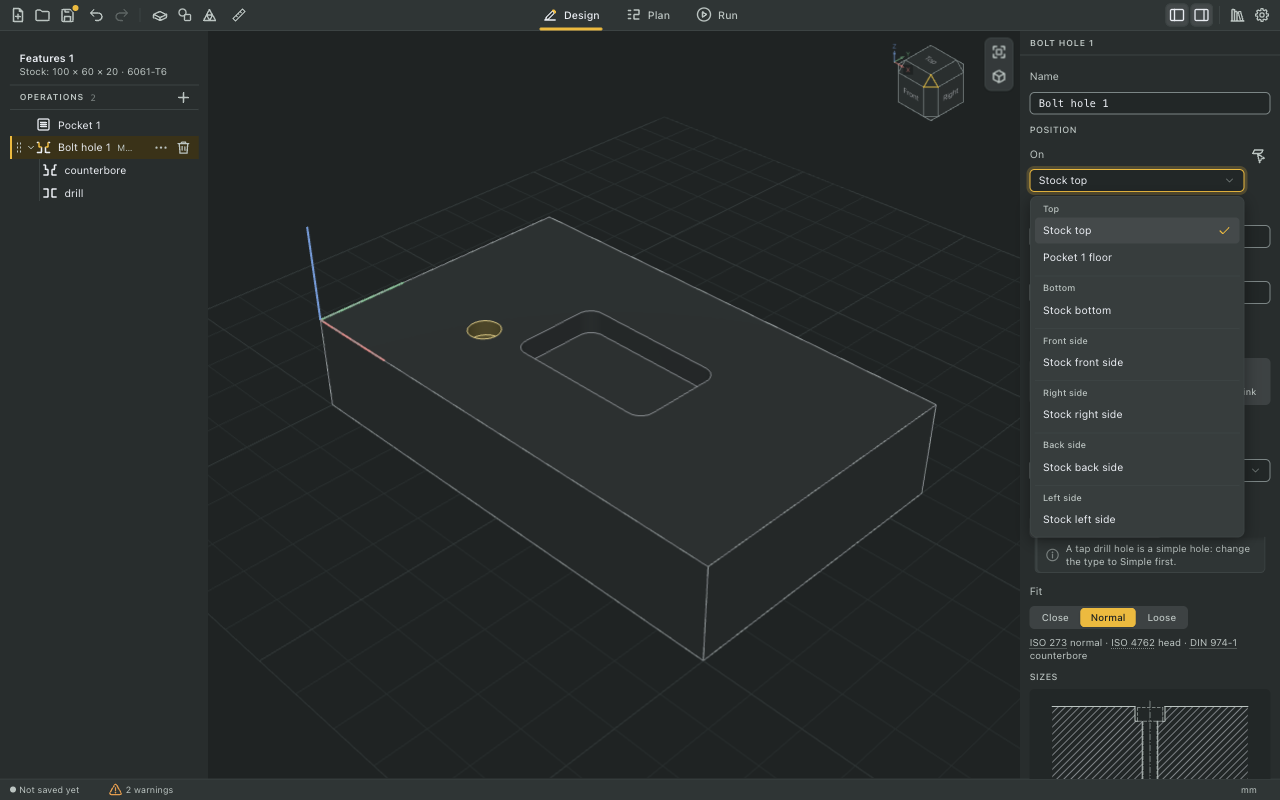 Design
Plan
Run
Features 1
Stock: 100 × 60 × 20 · 6061-T6
OPERATIONS 2
Pocket 1
Bolt hole 1 M...
counterbore
drill
Z
Top
Front
Right
BOLT HOLE 1
Name
Bolt hole 1
POSITION
On
Stock top
Top
Stock top
Pocket 1 floor
Bottom
Stock bottom
Front side
Stock front side
Right side
Stock right side
Back side
Stock back side
Left side
Stock left side
ink
A tap drill hole is a simple hole: change
the type to Simple first.
Fit
Close
Normal
Loose
ISO 273 normal · ISO 4762 head · DIN 974-1
counterbore
SIZES
Not saved yet
2 warnings
mm